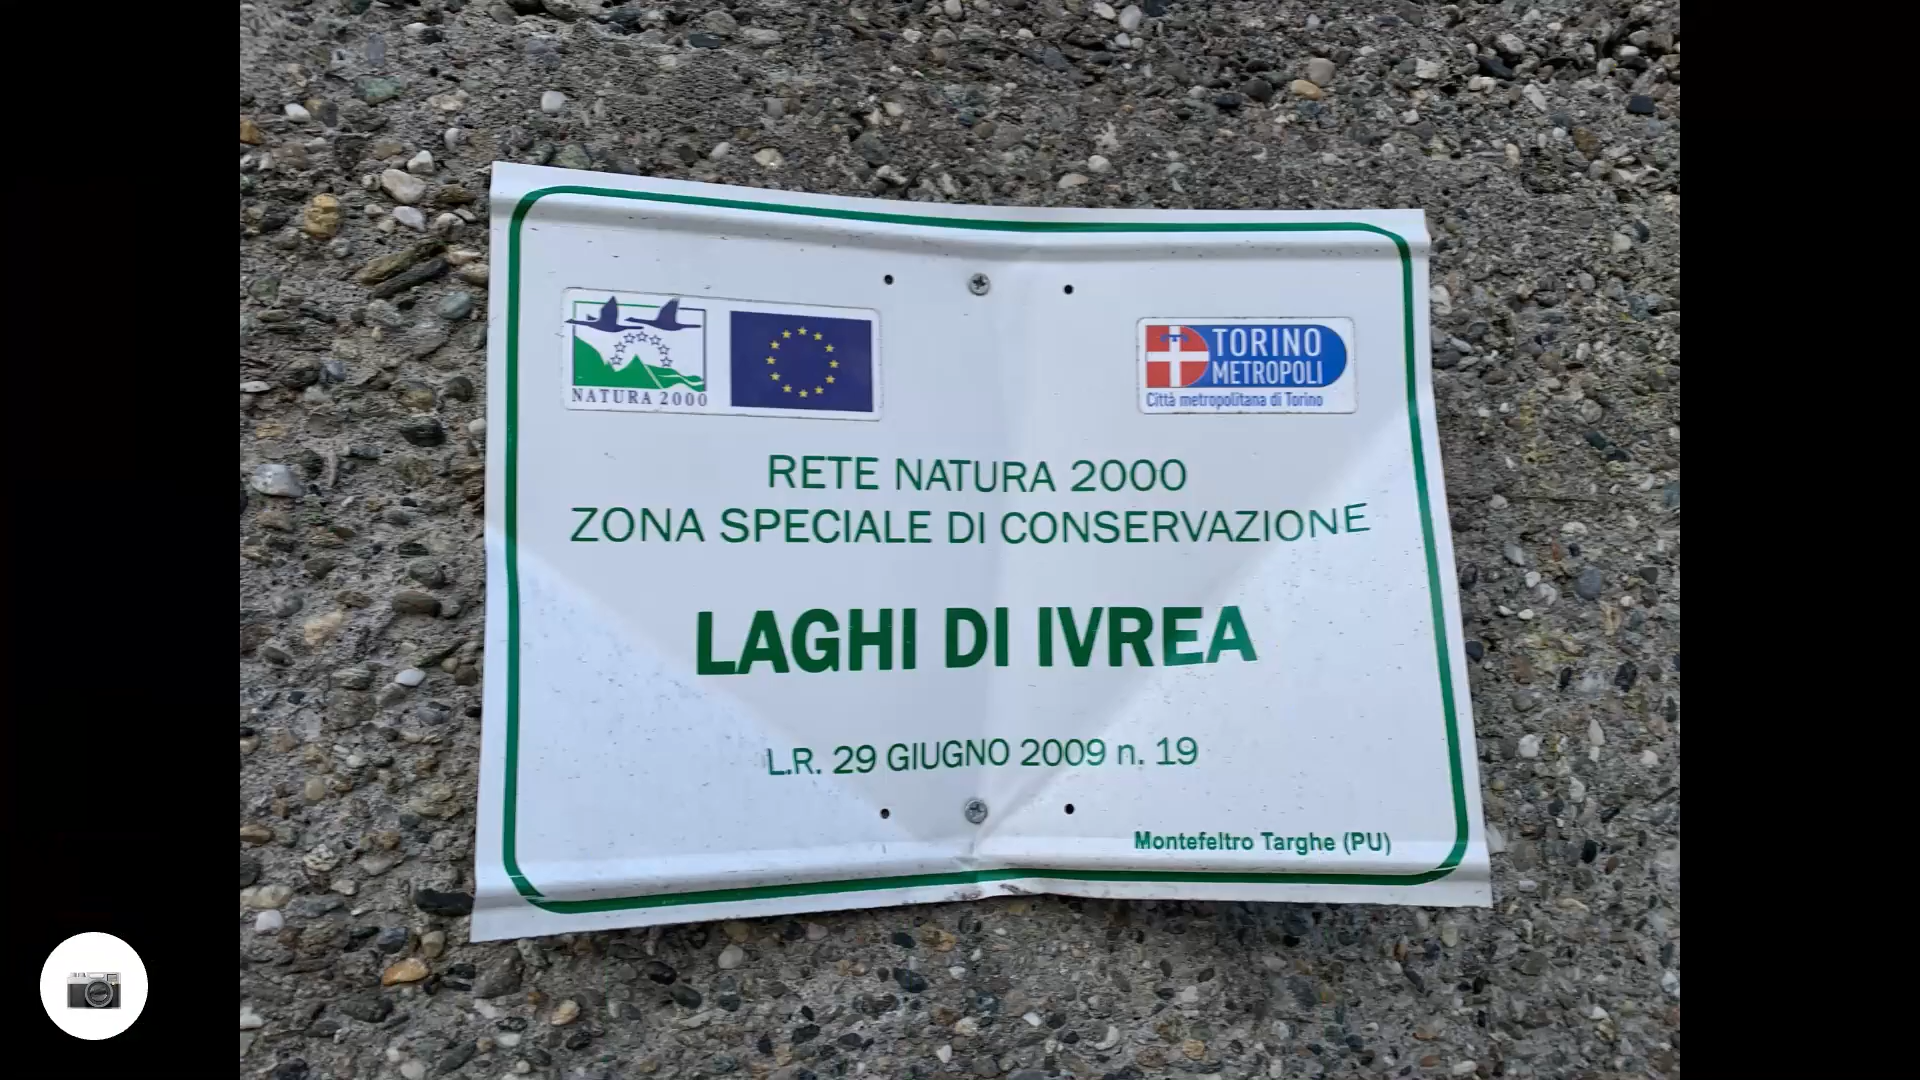 NATURA 2000
TORINO
METROPOLI
Città metropolitana di Torino
RETE NATURA 2000
ZONA SPECIALE DI CONSERVAZIONE
LAGHI DI IVREA
L.R. 29 GIUGNO 2009 n. 19
Montefeltro Targhe (PU)